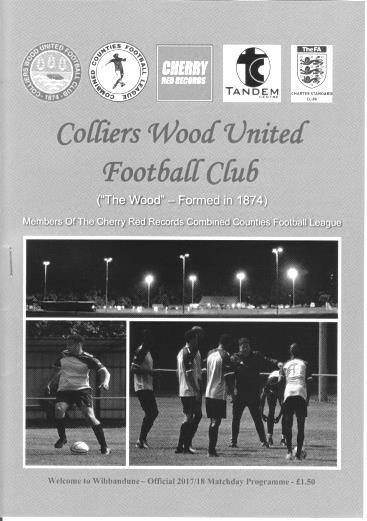 COLLIERS WOOD UNITED FOOTBALL CLUB
- 1874 -
COMBINED COUNTIES FOOTBALL LEAGUE
CHERRY
RED RECORDS
TANDEM
CENTRE
The FA
CHARTER STANDARD
CLUB
Colliers Wood United
Football Club
("The Wood" – Formed in 1874)
Members Of The Cherry Red Records Combined Counties Football League
Welcome to Wibbandune – Official 2017/18 Matchday Programme - £1.50